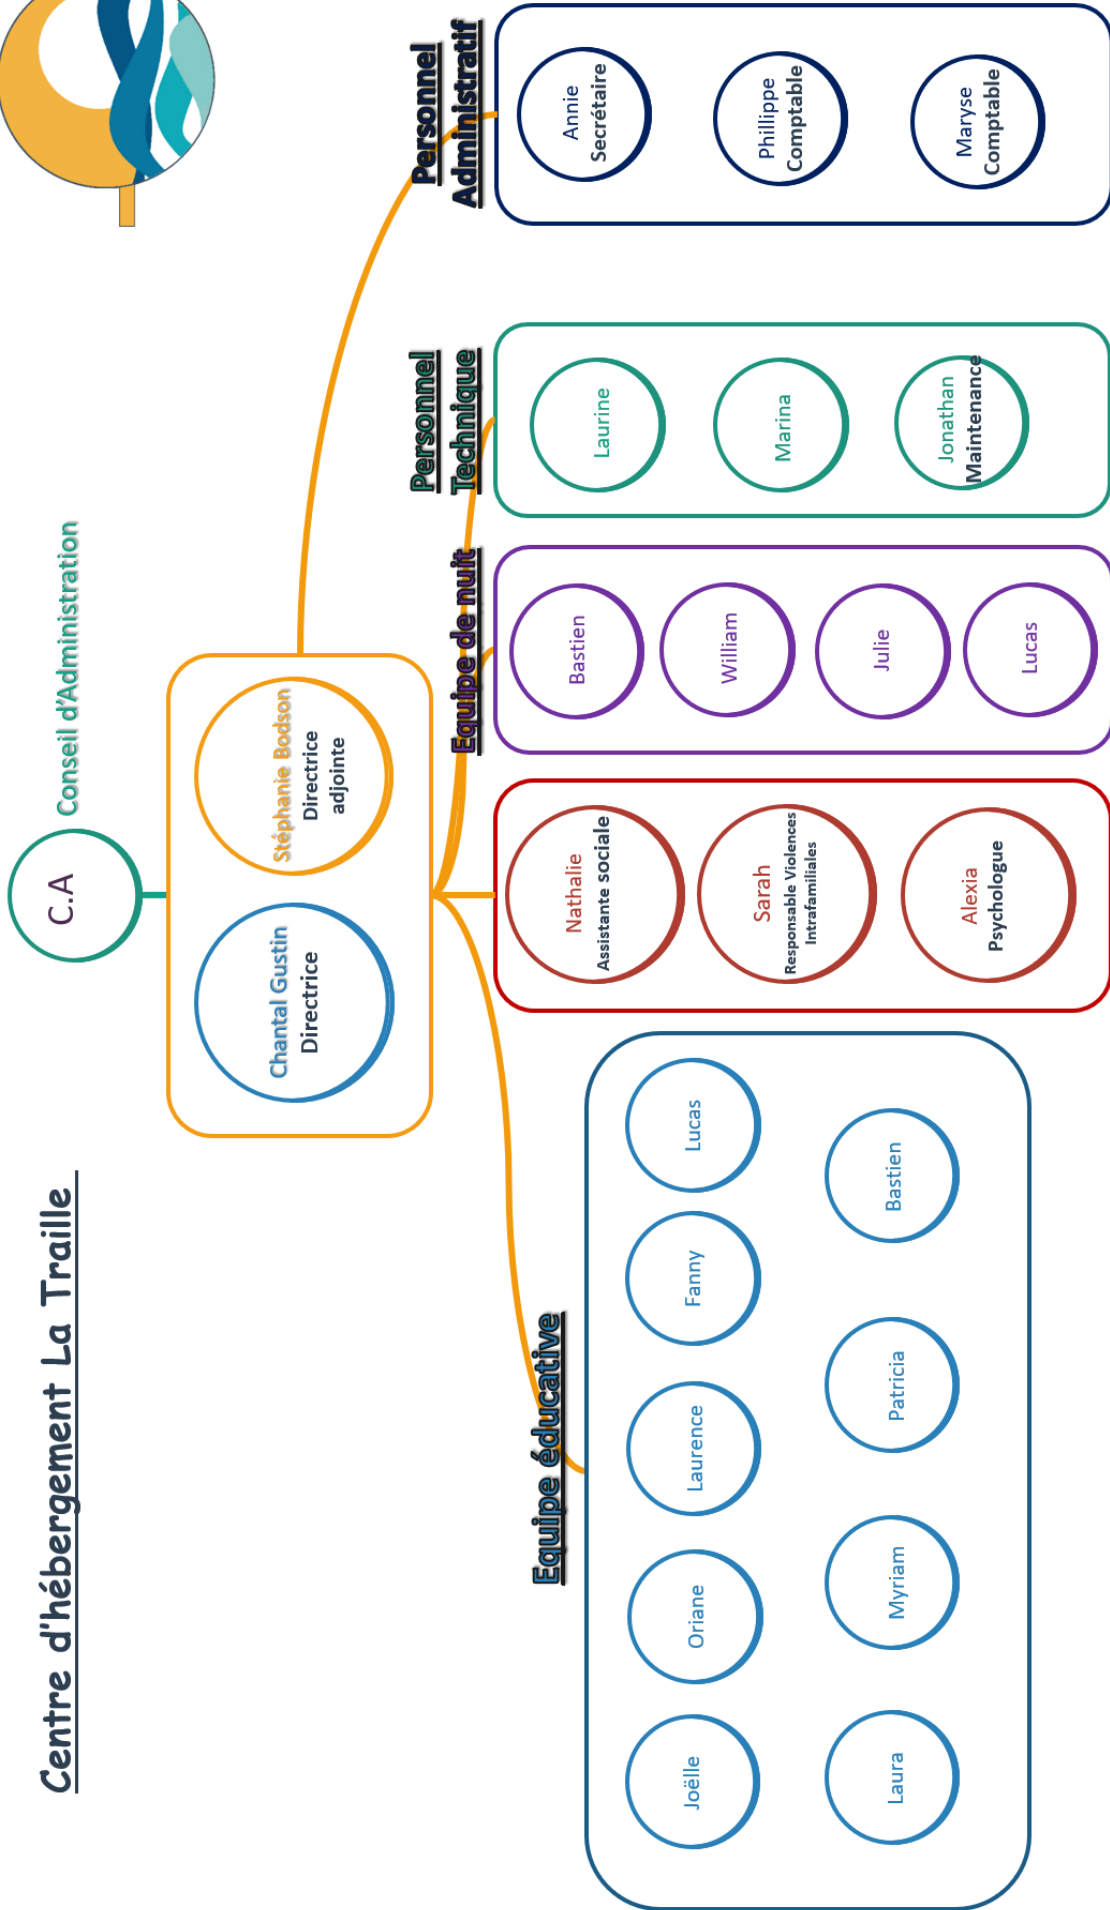 Centre d'hébergement La Traille
C.A
Conseil d'Administration
Chantal Gustin
Directrice
Stéphanie Bodson
Directrice
adjointe
Equipe éducative
Joëlle
Oriane
Laurence
Fanny
Lucas
Laura
Myriam
Patricia
Bastien
Nathalie
Assistante sociale
Sarah
Responsable Violences
Intrafamiliales
Alexia
Psychologue
Equipe de nuit
Bastien
William
Julie
Lucas
Personnel
Technique
Laurine
Marina
Jonathan
Maintenance
Personnel
Administratif
Annie
Secrétaire
Phillippe
Comptable
Maryse
Comptable